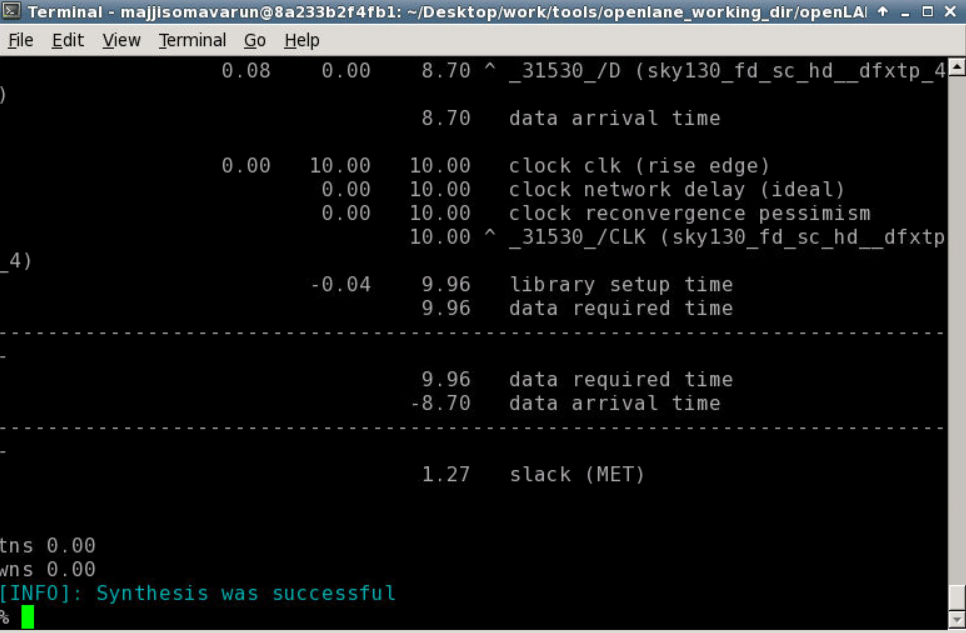 Terminal - majjisomavarun@8a233b2f4fb1: ~/Desktop/work/tools/openlane_working_dir/openLA
File Edit View Terminal Go Help
0.08 0.00 8.70 ^ _31530_/D (sky130_fd_sc_hd__dfxtp_4
)
8.70 data arrival time
0.00 10.00 10.00 clock clk (rise edge)
0.00 10.00 clock network delay (ideal)
0.00 10.00 clock reconvergence pessimism
10.00 ^ _31530_/CLK (sky130_fd_sc_hd__dfxtp
_4)
-0.04 9.96 library setup time
9.96 data required time
---------------------------------------------------------------------------
-
9.96 data required time
-8.70 data arrival time
---------------------------------------------------------------------------
-
1.27 slack (MET)
tns 0.00
wns 0.00
[INFO]: Synthesis was successful
%